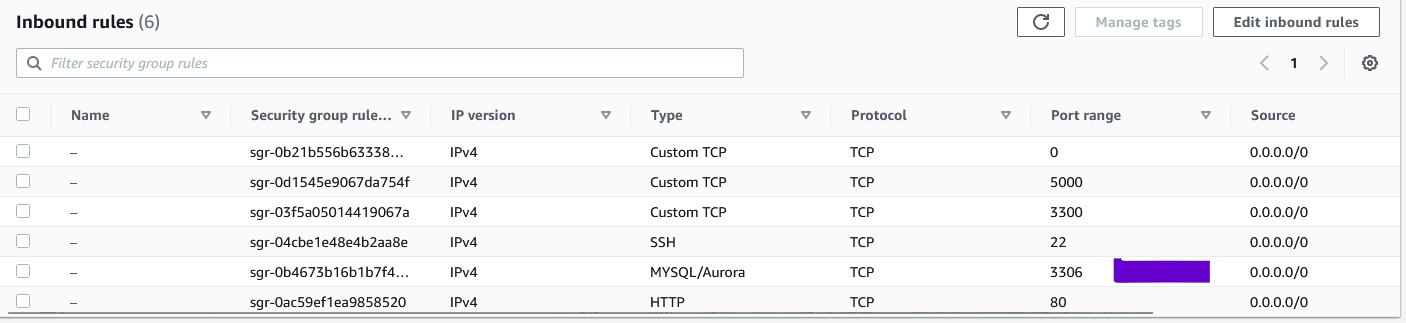 Inbound rules (6)
Manage tags
Edit inbound rules
Filter security group rules
1
Name Security group rule... IP version Type Protocol Port range Source
– sgr-0b21b556b63338... IPv4 Custom TCP TCP 0 0.0.0.0/0
– sgr-0d1545e9067da754f IPv4 Custom TCP TCP 5000 0.0.0.0/0
– sgr-03f5a05014419067a IPv4 Custom TCP TCP 3300 0.0.0.0/0
– sgr-04cbe1e48e4b2aa8e IPv4 SSH TCP 22 0.0.0.0/0
– sgr-0b4673b16b1b7f4... IPv4 MYSQL/Aurora TCP 3306 0.0.0.0/0
– sgr-0ac59ef1ea9858520 IPv4 HTTP TCP 80 0.0.0.0/0